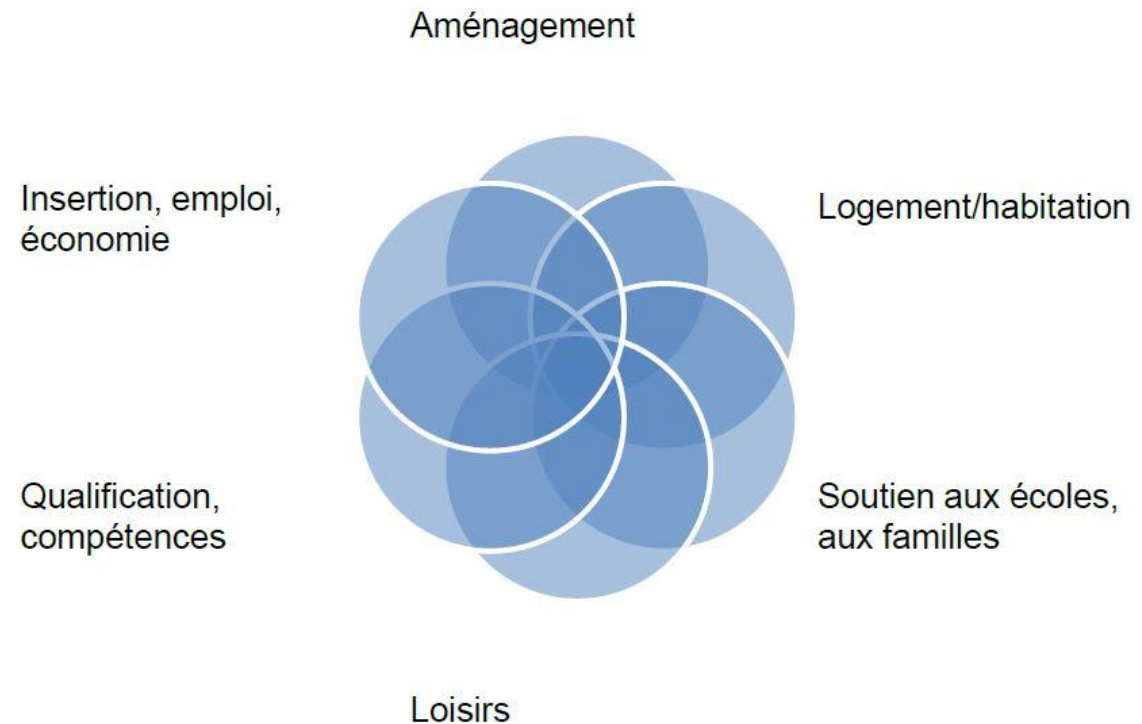 Aménagement
Insertion, emploi,
économie
Logement/habitation
Qualification,
compétences
Soutien aux écoles,
aux familles
Loisirs